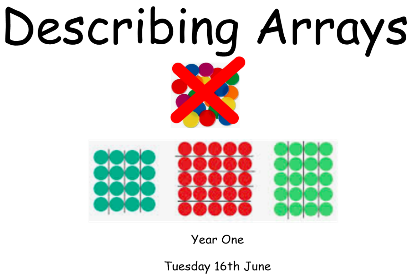 Describing Arrays
Year One
Tuesday 16th June